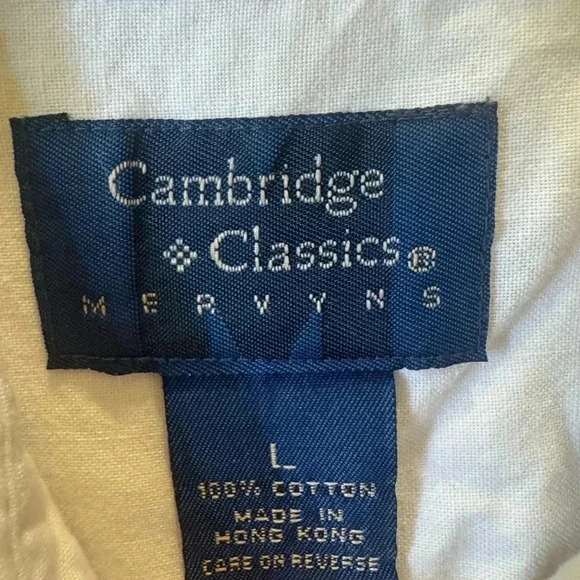 Cambridge
Classics®
MERVYNS
L
100% COTTON
MADE IN
HONG KONG
CARE ON REVERSE